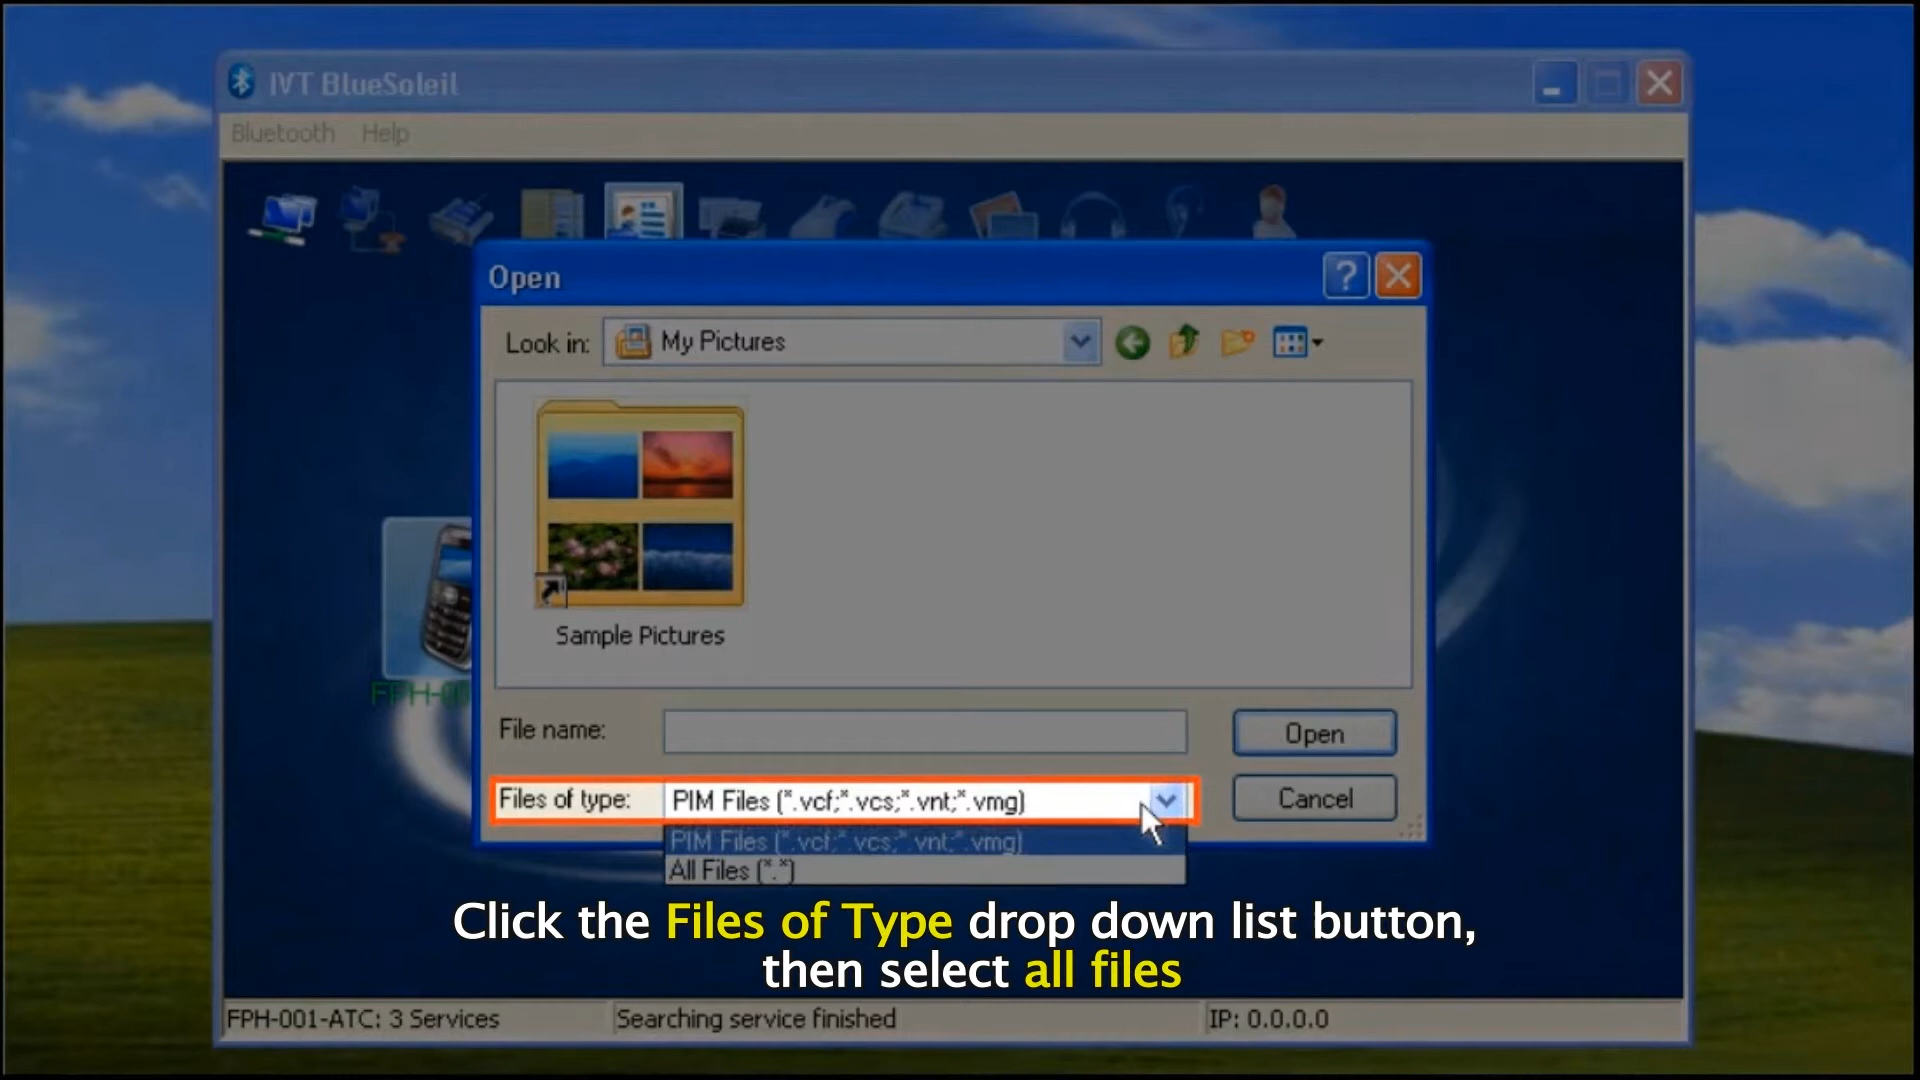 IVT BlueSoleil
Bluetooth Help
Open
Look in: My Pictures
Sample Pictures
File name:
Open
Files of type: PIM Files (*.vcf;*.vcs;*.vnt;*.vmg)
Cancel
PIM Files (*.vcf;*.vcs;*.vnt;*.vmg)
All Files (*.*)
Click the Files of Type drop down list button,
then select all files
FPH-001-ATC: 3 Services Searching service finished IP: 0.0.0.0